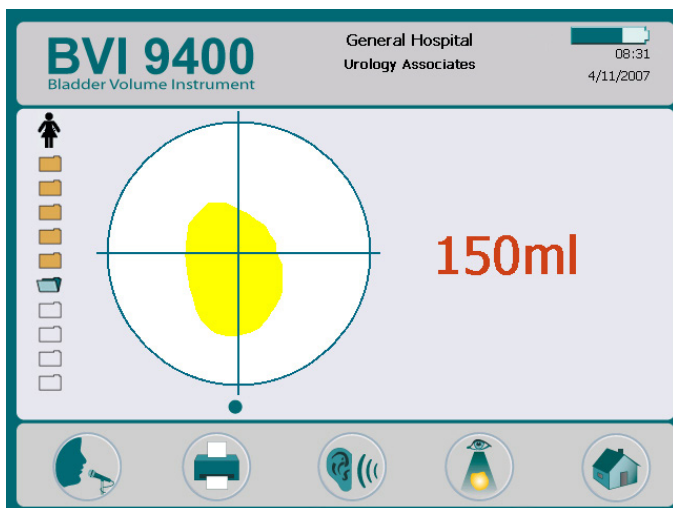 BVI 9400
Bladder Volume Instrument
General Hospital
Urology Associates
08:31
4/11/2007
150ml